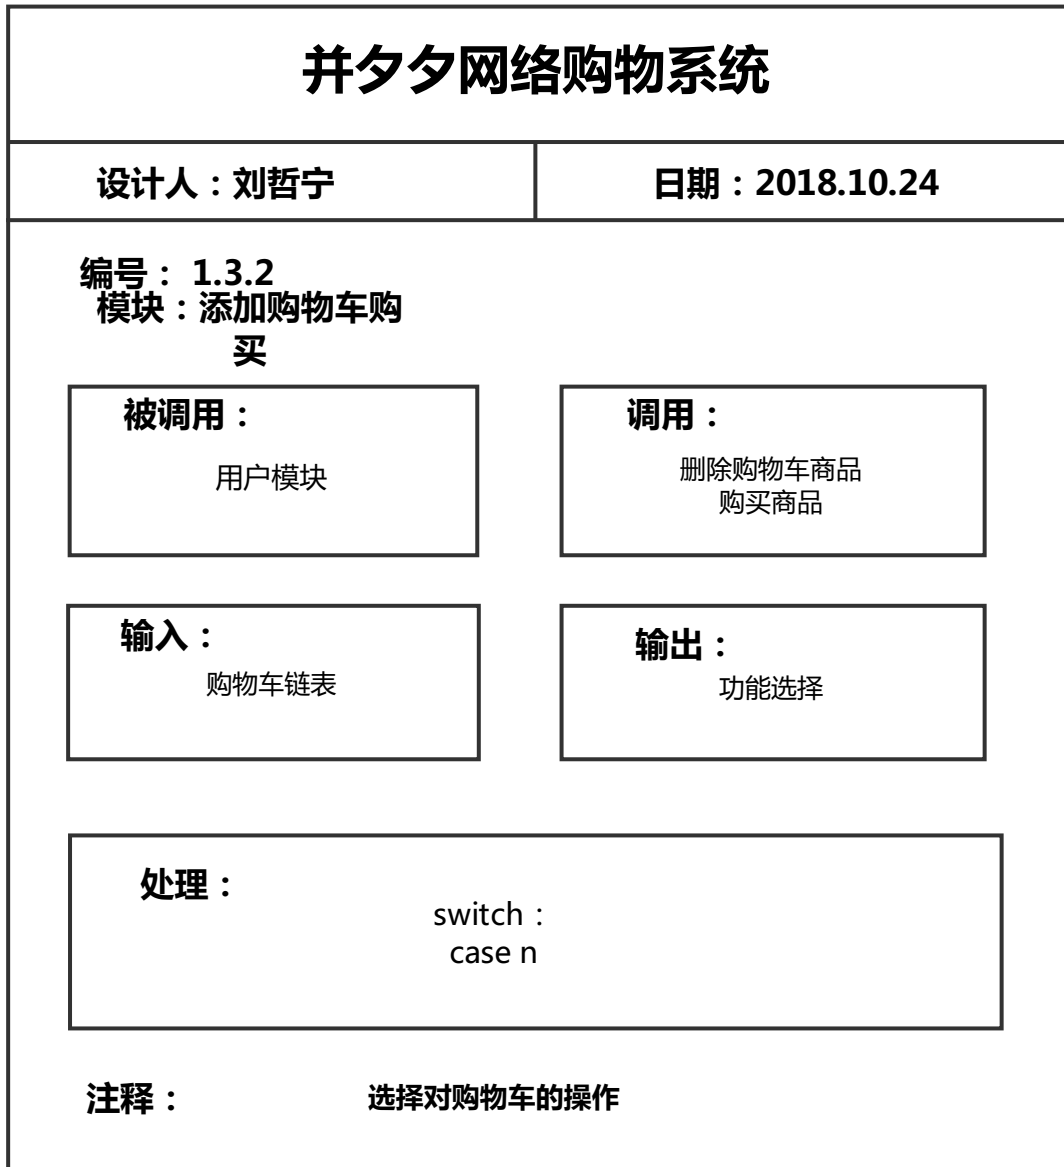 并夕夕网络购物系统
设计人：刘哲宁
日期：2018.10.24
编号： 1.3.2
模块：添加购物车购
买
被调用：
用户模块
调用：
删除购物车商品
购买商品
输入：
购物车链表
输出：
功能选择
处理：
switch：
case n
注释：
选择对购物车的操作